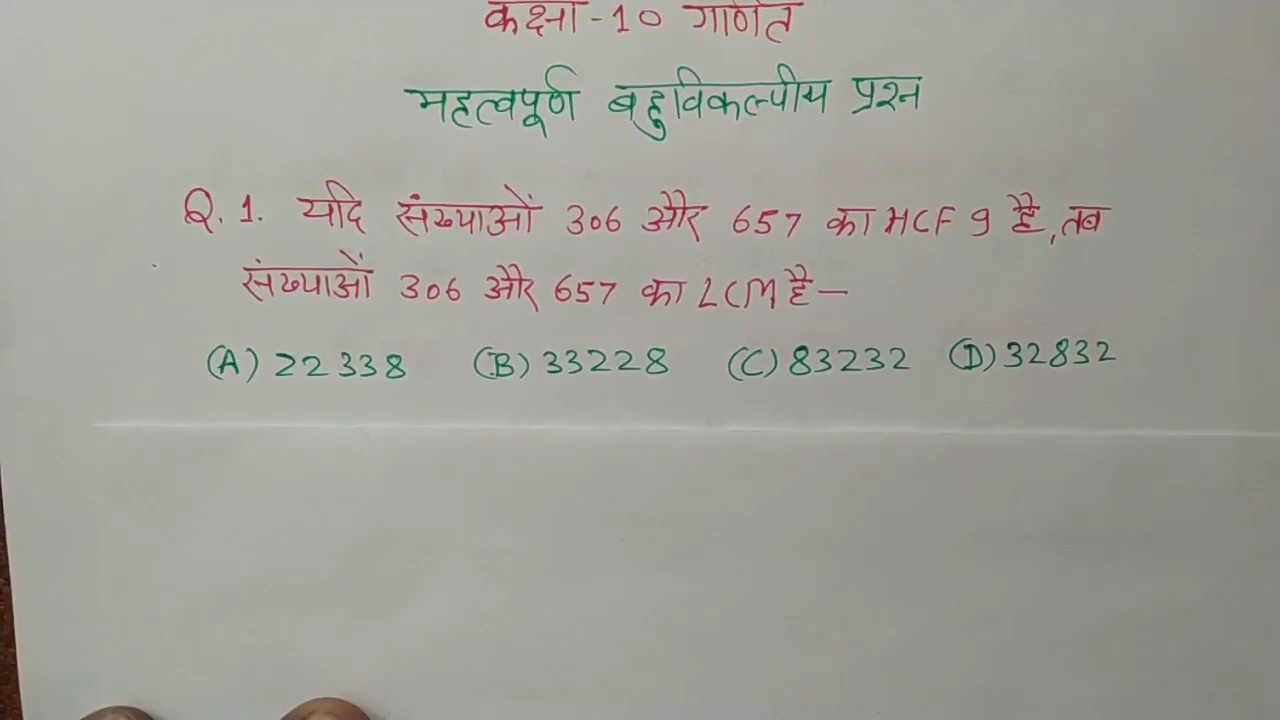 कक्षा - 10 गणित
महत्वपूर्ण बहुविकल्पीय प्रश्न
Q. 1. यदि संख्याओं 306 और 657 का HCF 9 है, तब
संख्याओं 306 और 657 का LCM है –
(A) 22338 (B) 33228 (C) 83232 (D) 32832